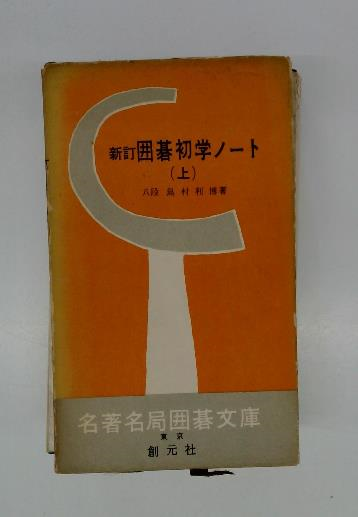 新訂囲碁初学ノート
(上)
八段 島村利博著
名著名局囲碁文庫
東京
創元社